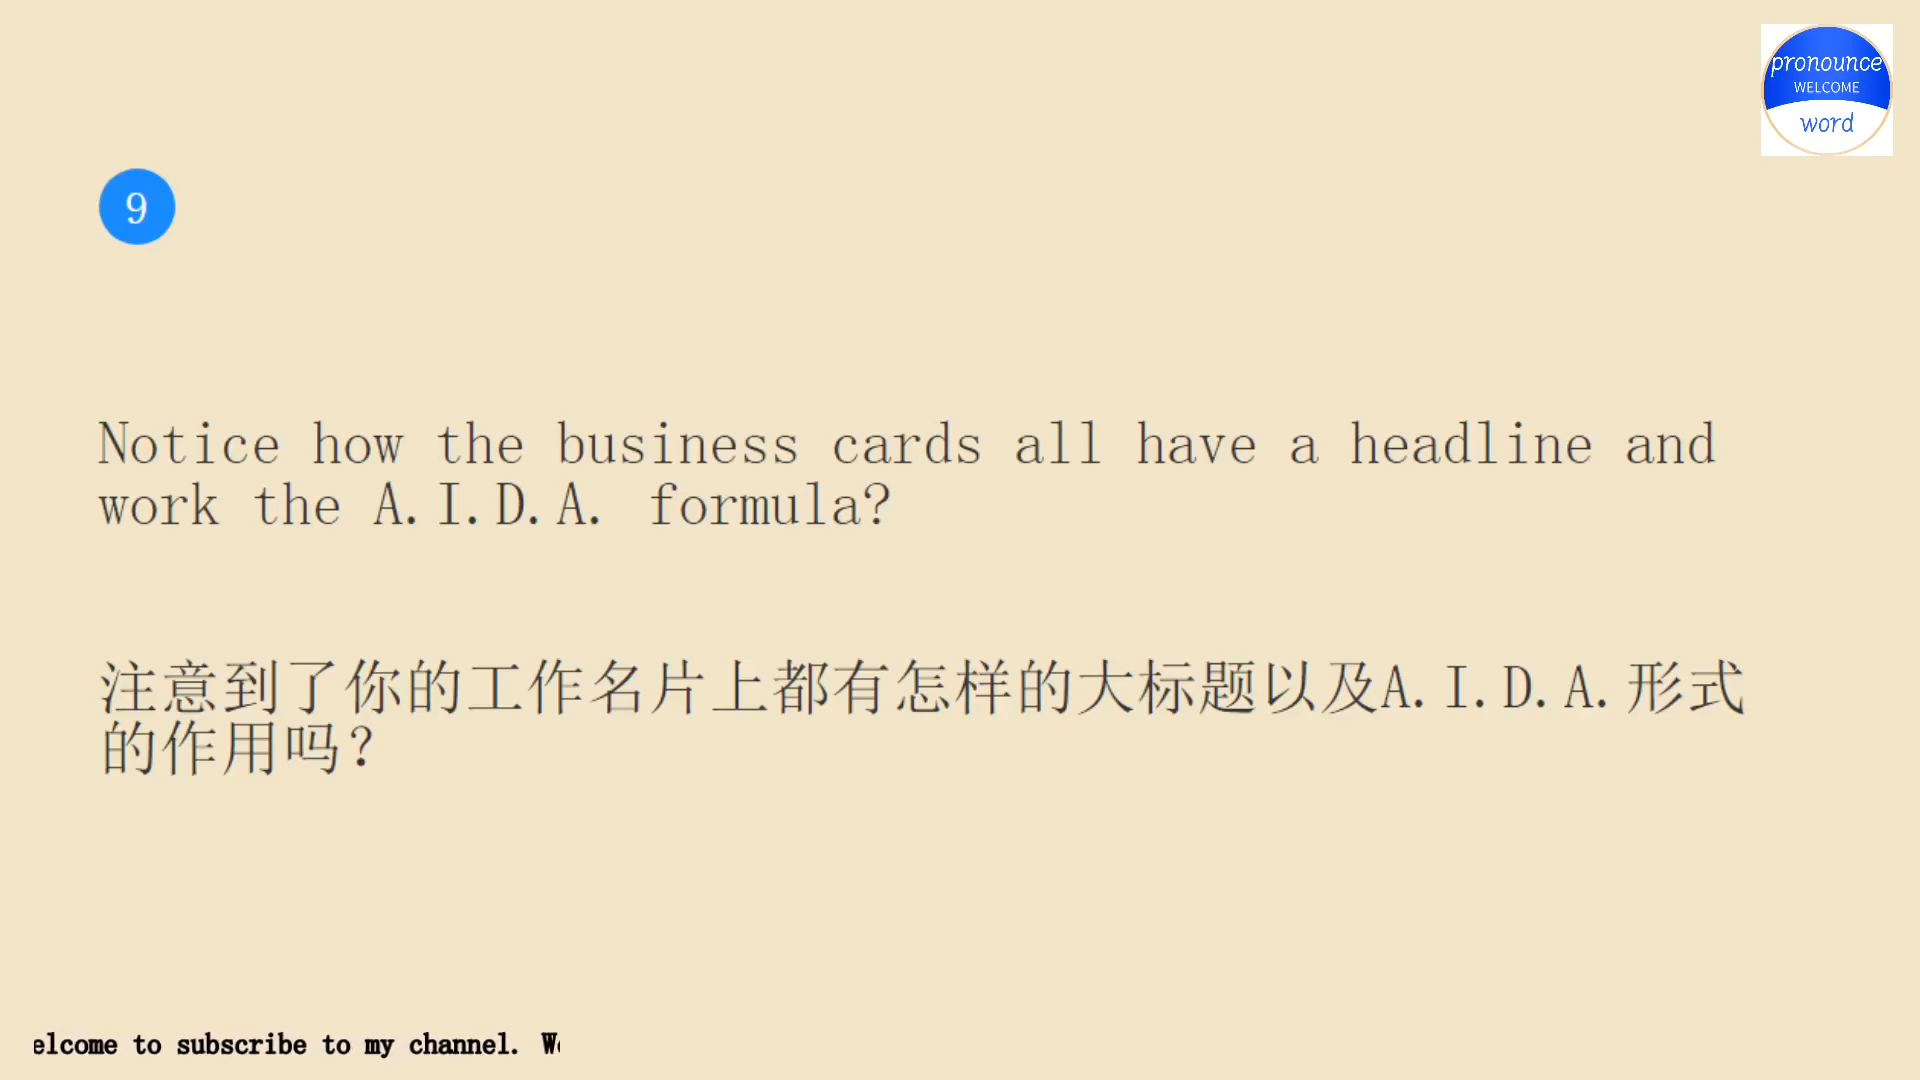 pronounce
WELCOME
word
9
Notice how the business cards all have a headline and
work the A.I.D.A. formula?
注意到了你的工作名片上都有怎样的大标题以及A.I.D.A.形式
的作用吗?
elcome to subscribe to my channel. We